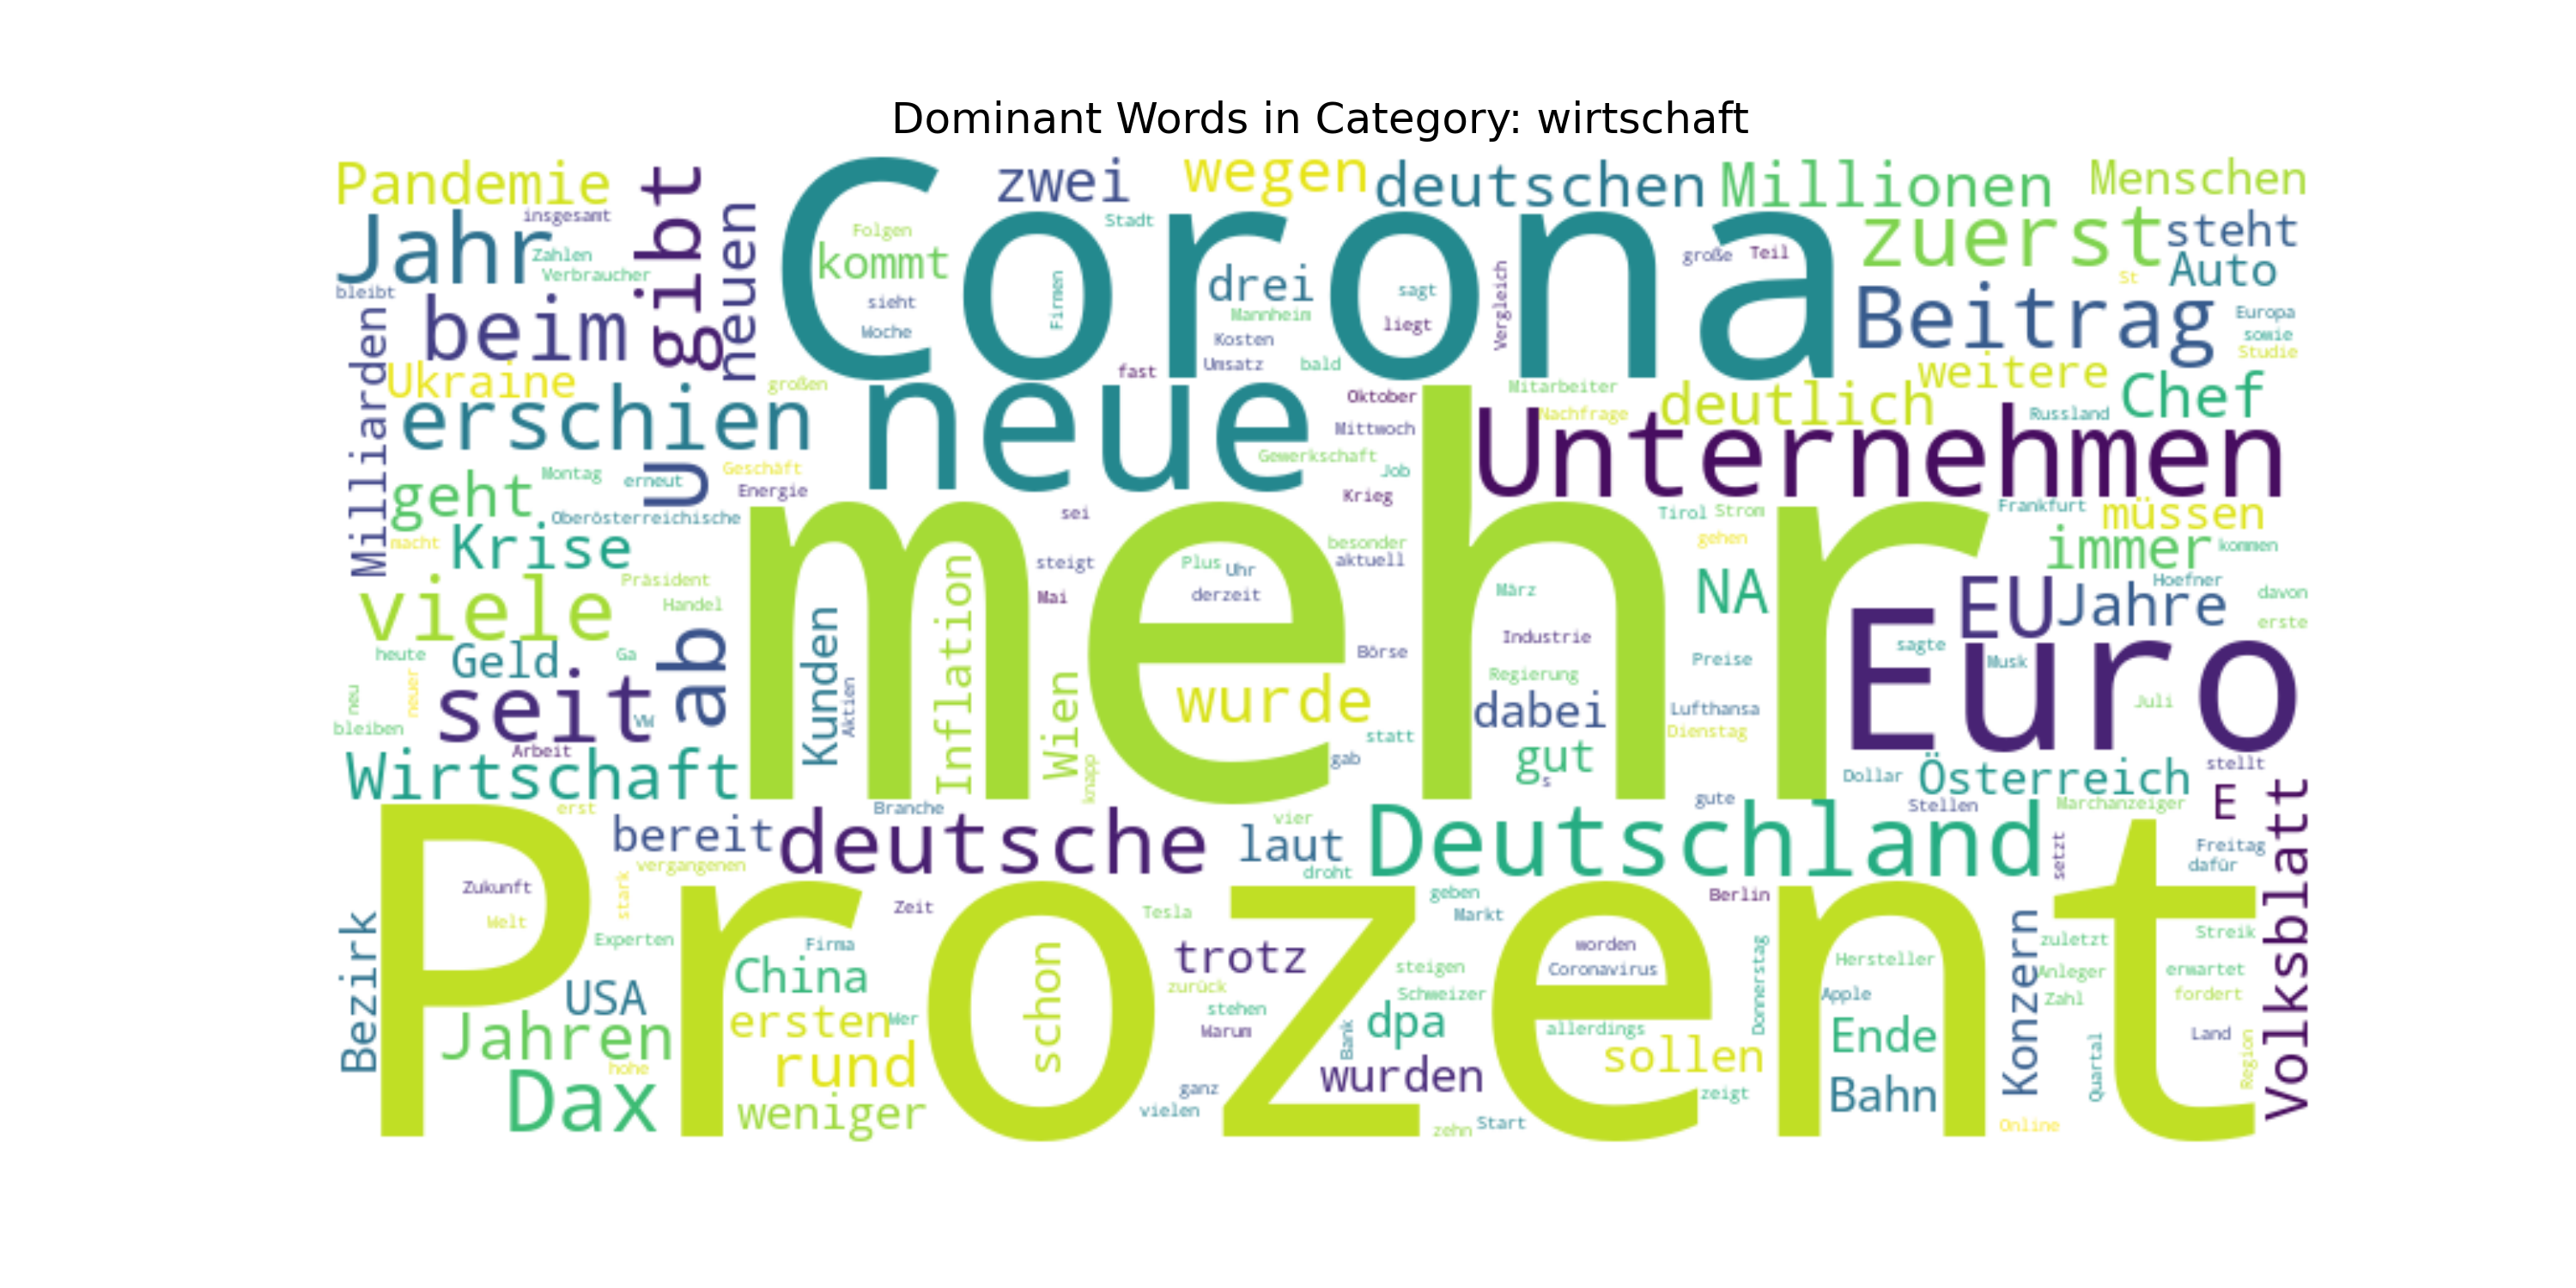 Dominant Words in Category: wirtschaft
Pandemie
gibt
zwei
wegen
deutschen
Millionen
Menschen
Jahr
insgesamt
Zahlen
Verbraucher
bleibt
neuen
Corona
Folgen
kommt
sieht
Woche
Firmen
Stadt
drei
Mannheim
Kosten
Umsatz
bald
fast
sagt
liegt
Vergleich
große
Teil
zuerst
steht
St
Auto
Beitrag
Europa
sowie
Studie
beim
Milliarden
Ukraine
erschien
großen
neue
Oktober
Mittwoch
Gewerkschaft
Job
Krieg
Mitarbeiter
Nachfrage
deutlich
weitere
Chef
Russland
Unternehmen
geht
Montag
erneut
U
Geschäft
Energie
Oberösterreichische
macht
Krise
mehr
sei
steigt
Mai
Plus
Uhr
derzeit
besonder
aktuell
Tirol
Strom
gehen
Frankfurt
müssen
immer
kommen
viele
Präsident
Handel
ab
Kunden
Aktien
Inflation
Wien
knapp
wurde
Börse
statt
gab
März
Industrie
Regierung
dabei
gut
s
NA
Preise
Lufthansa
Dienstag
EU
Jahre
Hoefner
davon
erste
Euro
sagte
Musk
Juli
heute
Geld
Ga
neu
neuer
seit
VW
bleiben
Arbeit
Wirtschaft
Dollar
Österreich
stellt
gute
Stellen
Marchanzeiger
E
Volksblatt
erst
Branche
bereit
vergangenen
deutsche
vier
laut
droht
Deutschland
setzt
Freitag
dafür
Prozent
Zukunft
Welt
stark
Experten
Zeit
Tesla
geben
Markt
Berlin
Bezirk
Firma
China
USA
Jahren
ersten
Wer
hohe
rund
Dax
weniger
schon
trotz
zurück
stehen
Warum
ganz
vielen
steigen
Schweizer
dpa
Bank
wurden
zehn
Start
worden
Coronavirus
allerdings
sollen
zeigt
Donnerstag
Hersteller
Apple
Ende
Bahn
Konzern
zuletzt
Anleger
Zahl
Quartal
Online
Streik
erwartet
fordert
Land
Region